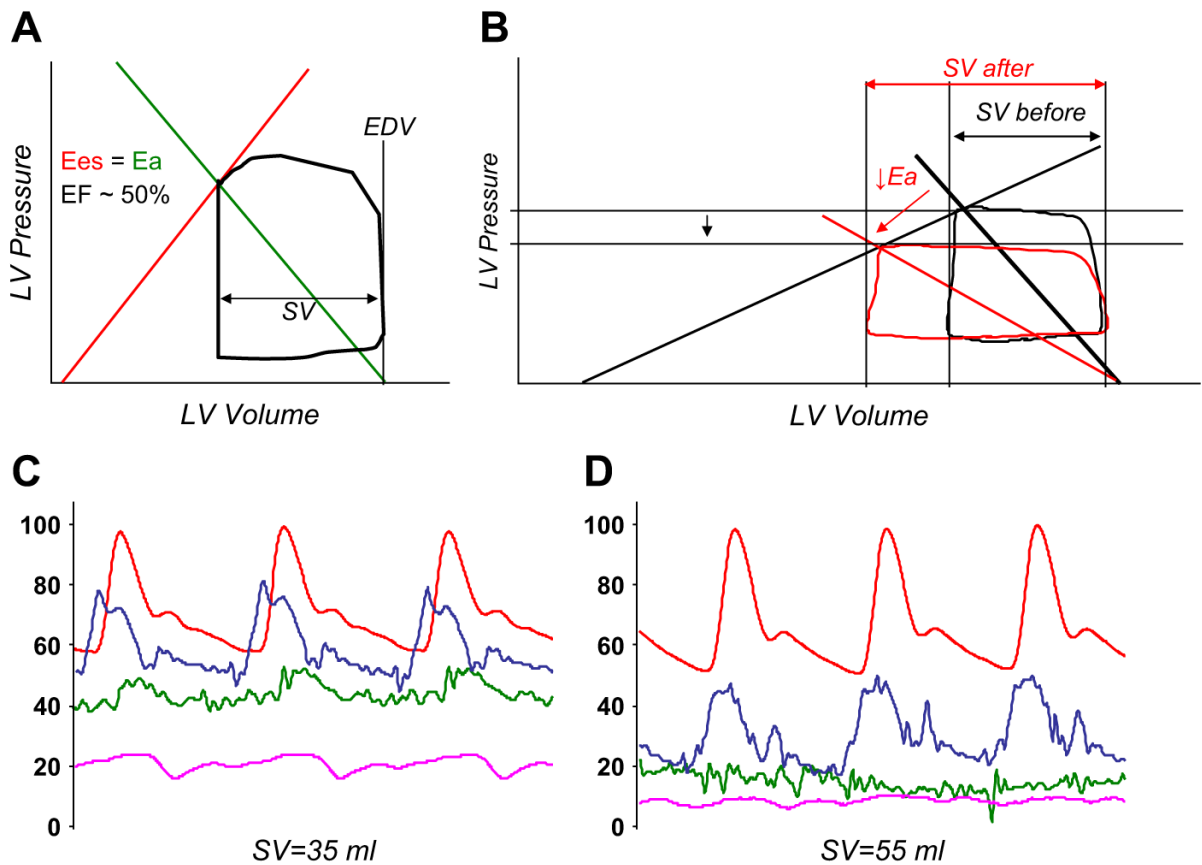 A
LV Pressure
Ees = Ea
EF ~ 50%
EDV
SV
LV Volume
B
LV Pressure
SV after
SV before
↓Ea
LV Volume
C
100
80
60
40
20
0
SV=35 ml
D
100
80
60
40
20
0
SV=55 ml